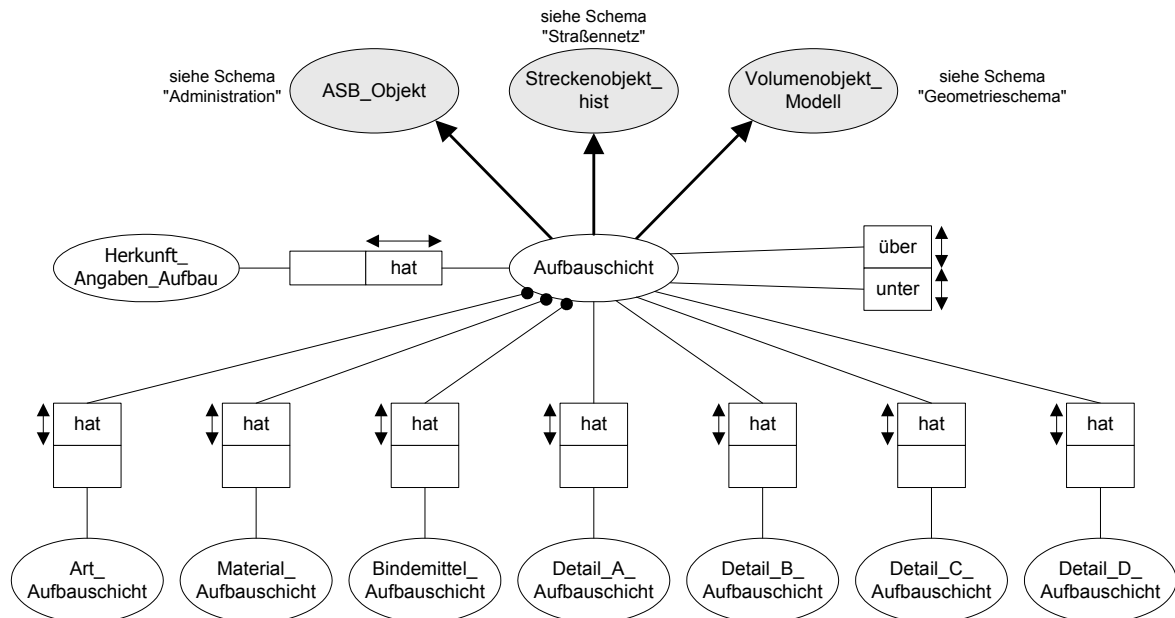 siehe Schema
"Straßennetz"
siehe Schema
"Administration"
ASB_Objekt
Streckenobjekt_
hist
Volumenobjekt_
Modell
siehe Schema
"Geometrieschema"
Herkunft_
Angaben_Aufbau
hat
Aufbauschicht
über
unter
hat
hat
hat
hat
hat
hat
hat
Art_
Aufbauschicht
Material_
Aufbauschicht
Bindemittel_
Aufbauschicht
Detail_A_
Aufbauschicht
Detail_B_
Aufbauschicht
Detail_C_
Aufbauschicht
Detail_D_
Aufbauschicht